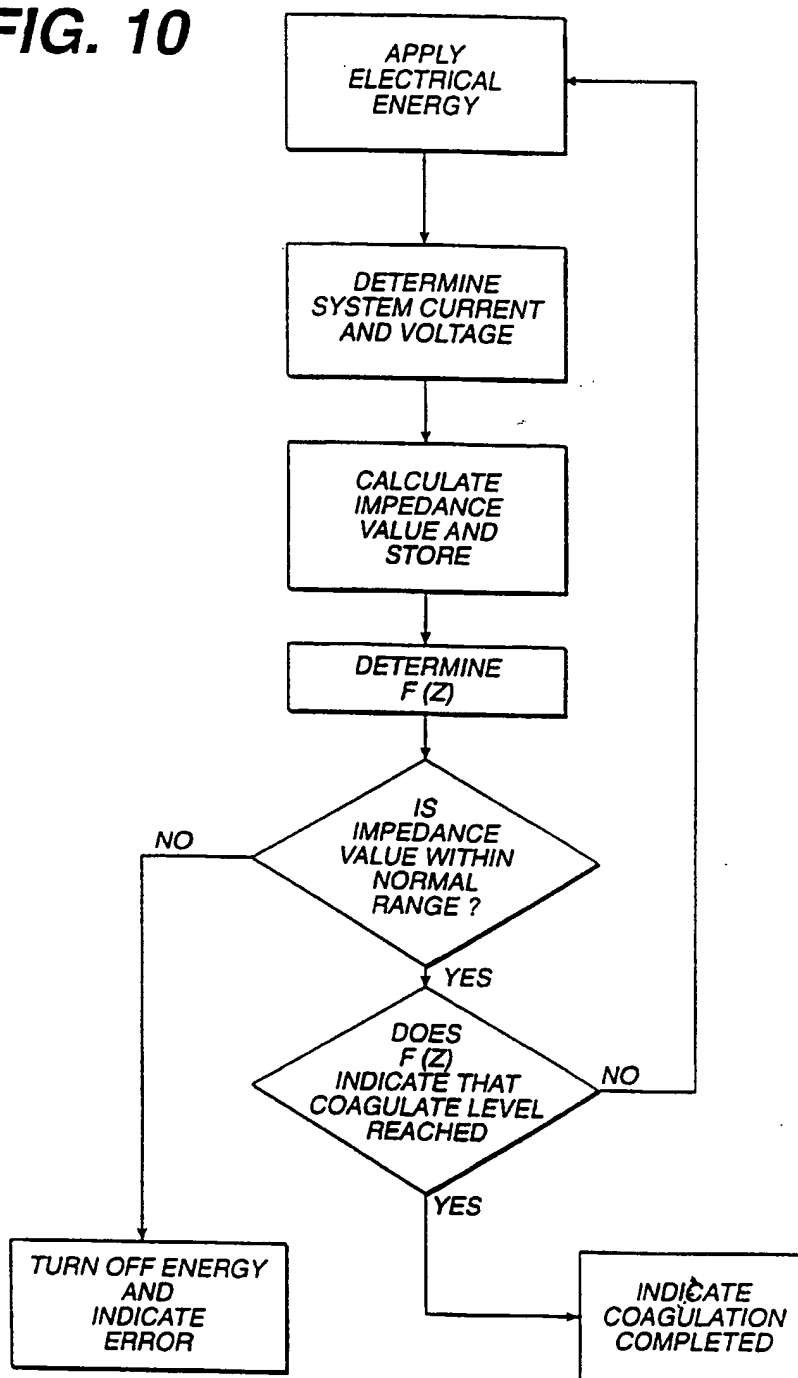 FIG. 10
APPLY
ELECTRICAL
ENERGY
DETERMINE
SYSTEM CURRENT
AND VOLTAGE
CALCULATE
IMPEDANCE
VALUE AND
STORE
DETERMINE
F (Z)
IS
IMPEDANCE
VALUE WITHIN
NORMAL
RANGE ?
NO
YES
DOES
F (Z)
INDICATE THAT
COAGULATE LEVEL
REACHED
NO
YES
TURN OFF ENERGY
AND
INDICATE
ERROR
INDICATE
COAGULATION
COMPLETED